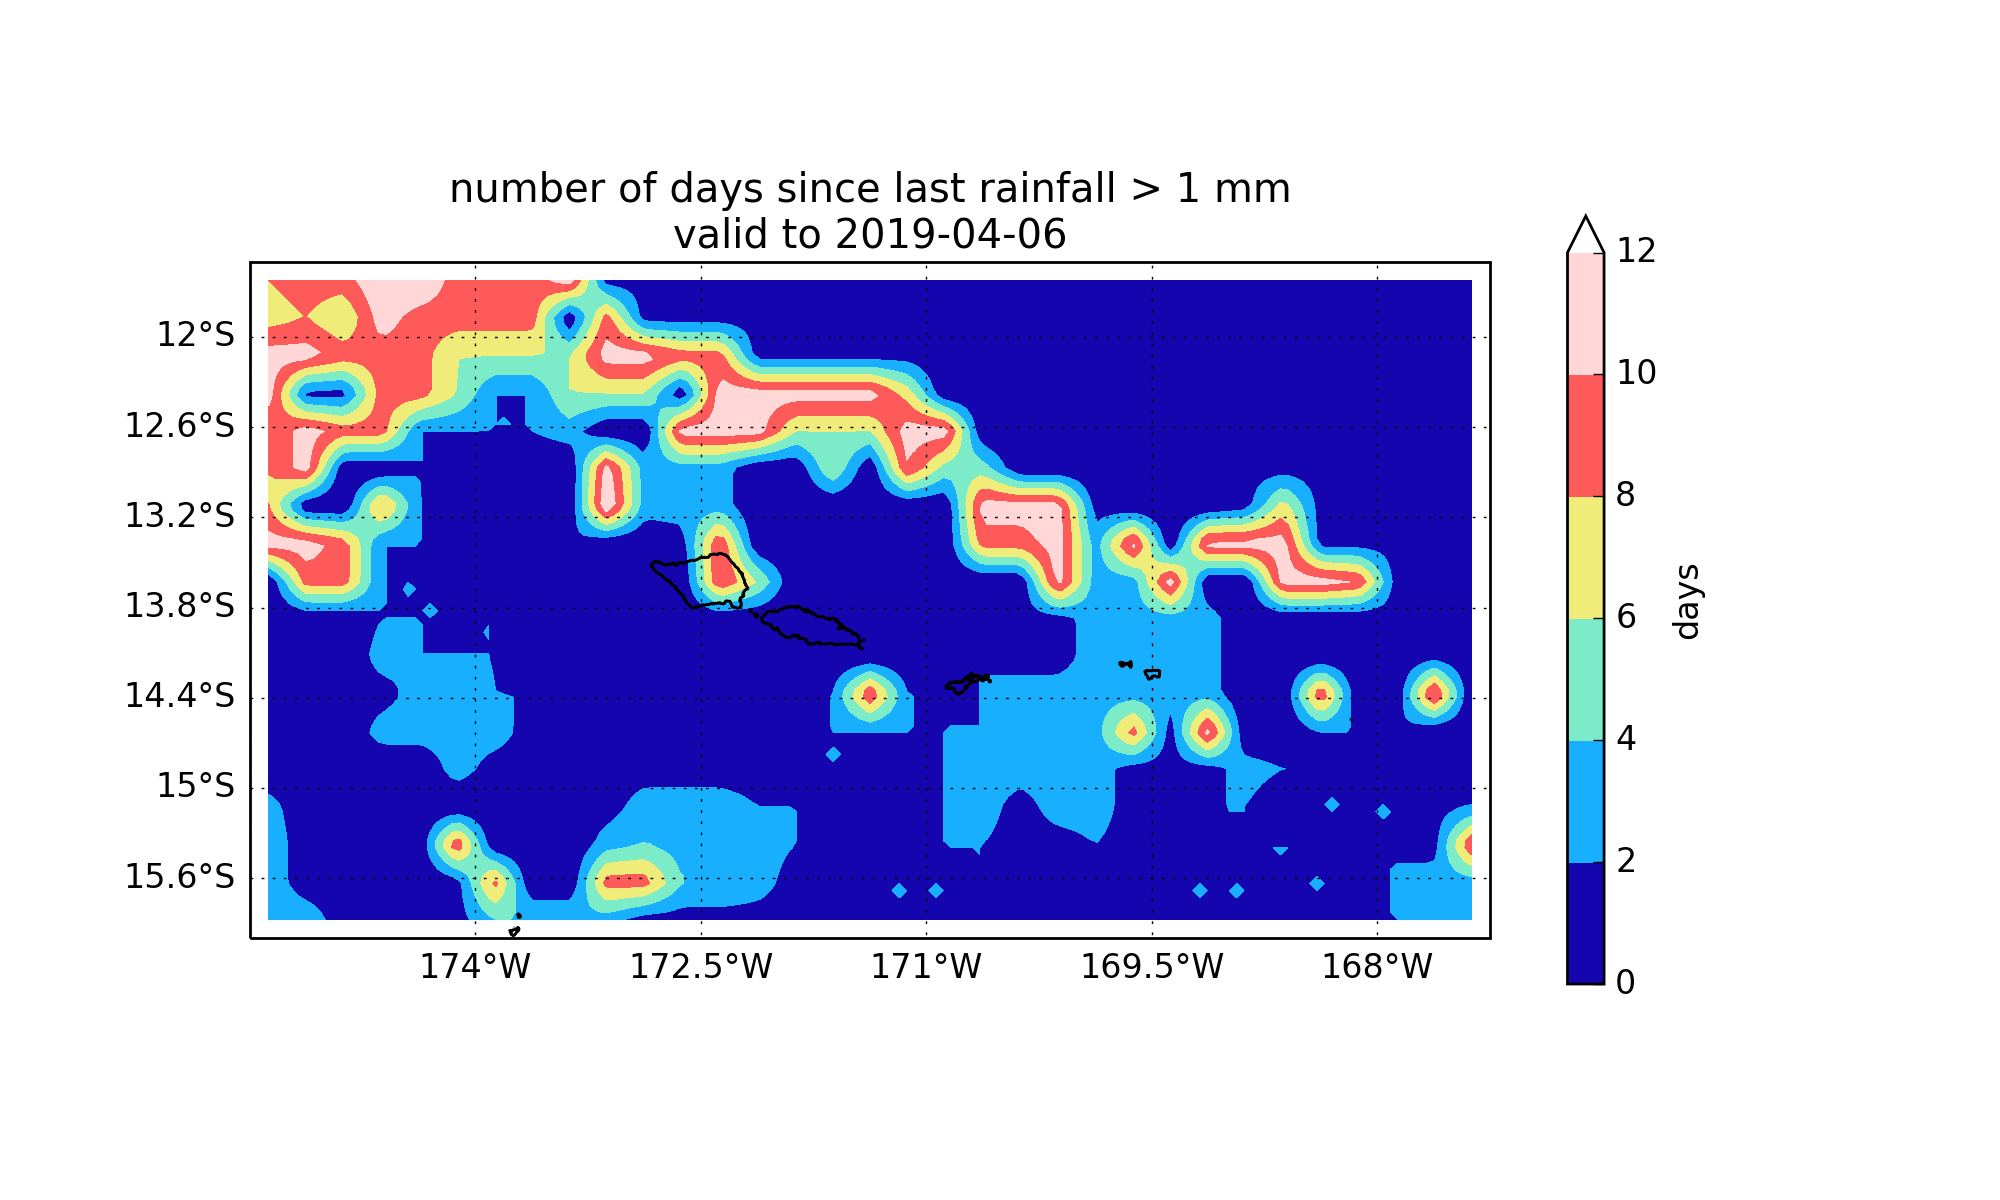 number of days since last rainfall > 1 mm
valid to 2019-04-06
12°S
12.6°S
13.2°S
13.8°S
14.4°S
15°S
15.6°S
174°W
172.5°W
171°W
169.5°W
168°W
12
10
8
6
4
2
0
days